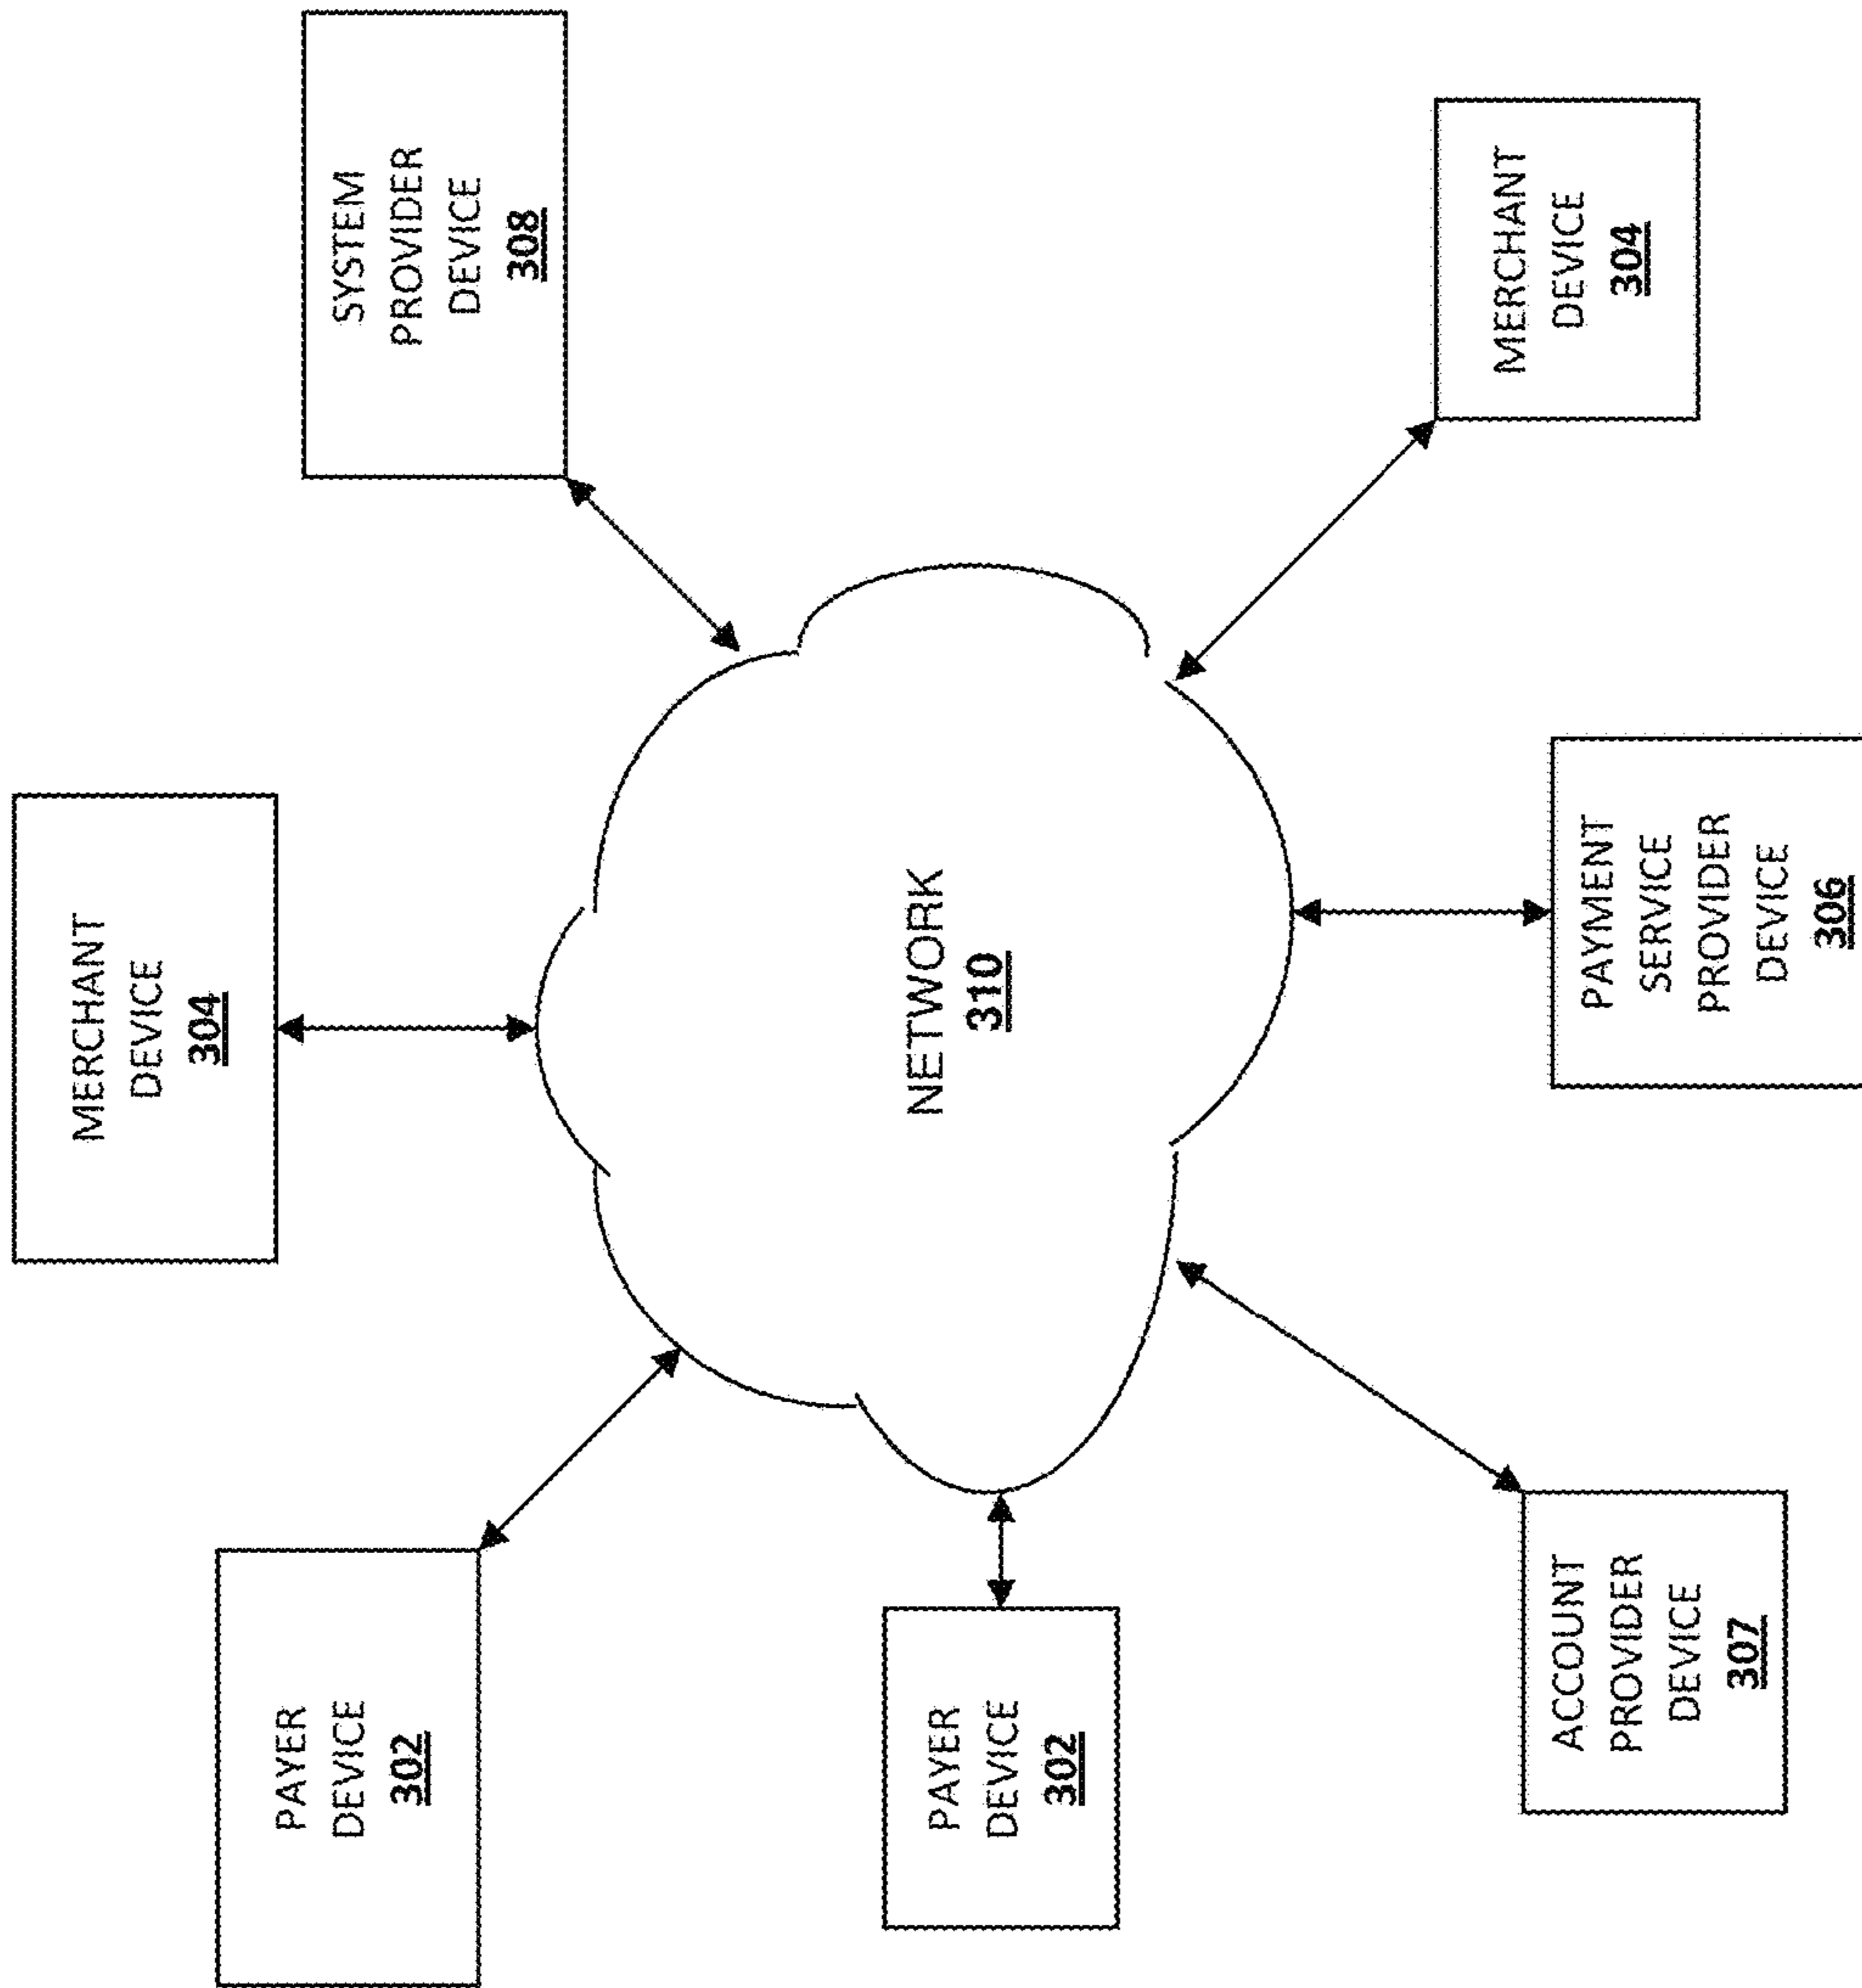 PAYER
DEVICE
302
MERCHANT
DEVICE
304
SYSTEM
PROVIDER
DEVICE
308
PAYER
DEVICE
302
NETWORK
310
ACCOUNT
PROVIDER
DEVICE
307
PAYMENT
SERVICE
PROVIDER
DEVICE
306
MERCHANT
DEVICE
304